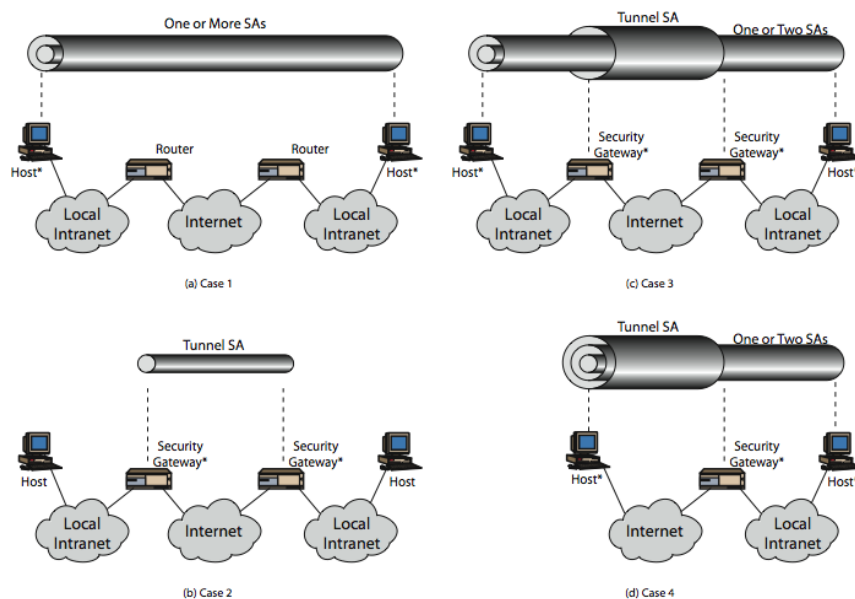 One or More SAs
Router
Router
Host*
Host*
Local
Intranet
Internet
Local
Intranet
(a) Case 1
Tunnel SA
One or Two SAs
Security
Gateway*
Security
Gateway*
Host*
Host*
Local
Intranet
Internet
Local
Intranet
(c) Case 3
Tunnel SA
Security
Gateway*
Security
Gateway*
Host
Host
Local
Intranet
Internet
Local
Intranet
(b) Case 2
Tunnel SA
One or Two SAs
Security
Gateway*
Host*
Host*
Internet
Local
Intranet
(d) Case 4